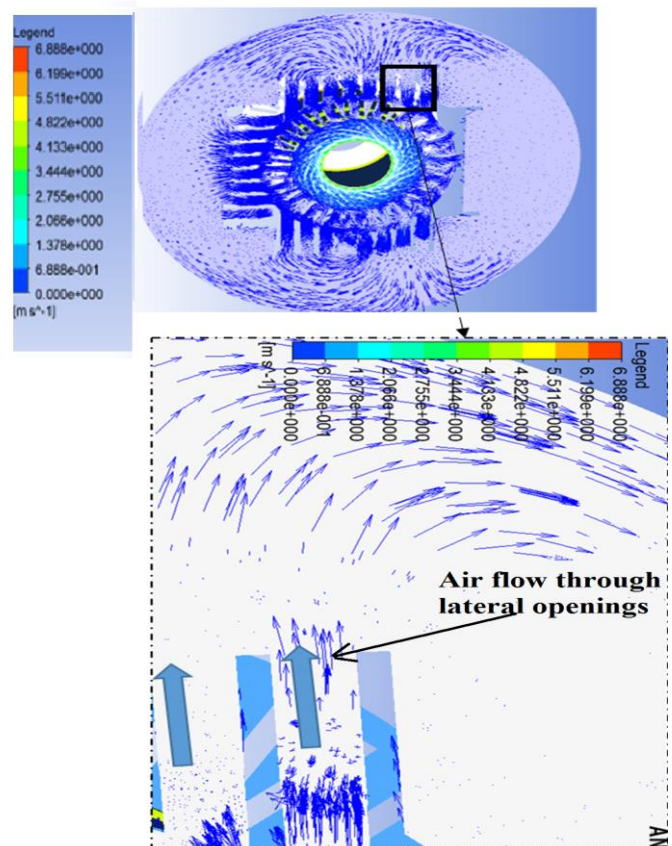 Legend
6.888e+000
6.199e+000
5.511e+000
4.822e+000
4.133e+000
3.444e+000
2.755e+000
2.066e+000
1.378e+000
6.888e-001
0.000e+000
[m s^-1]
Legend
6.888e+000
6.199e+000
5.511e+000
4.822e+000
4.133e+000
3.444e+000
2.755e+000
2.066e+000
1.378e+000
6.888e-001
0.000e+000
[m s^-1]
Air flow through
lateral openings
AN